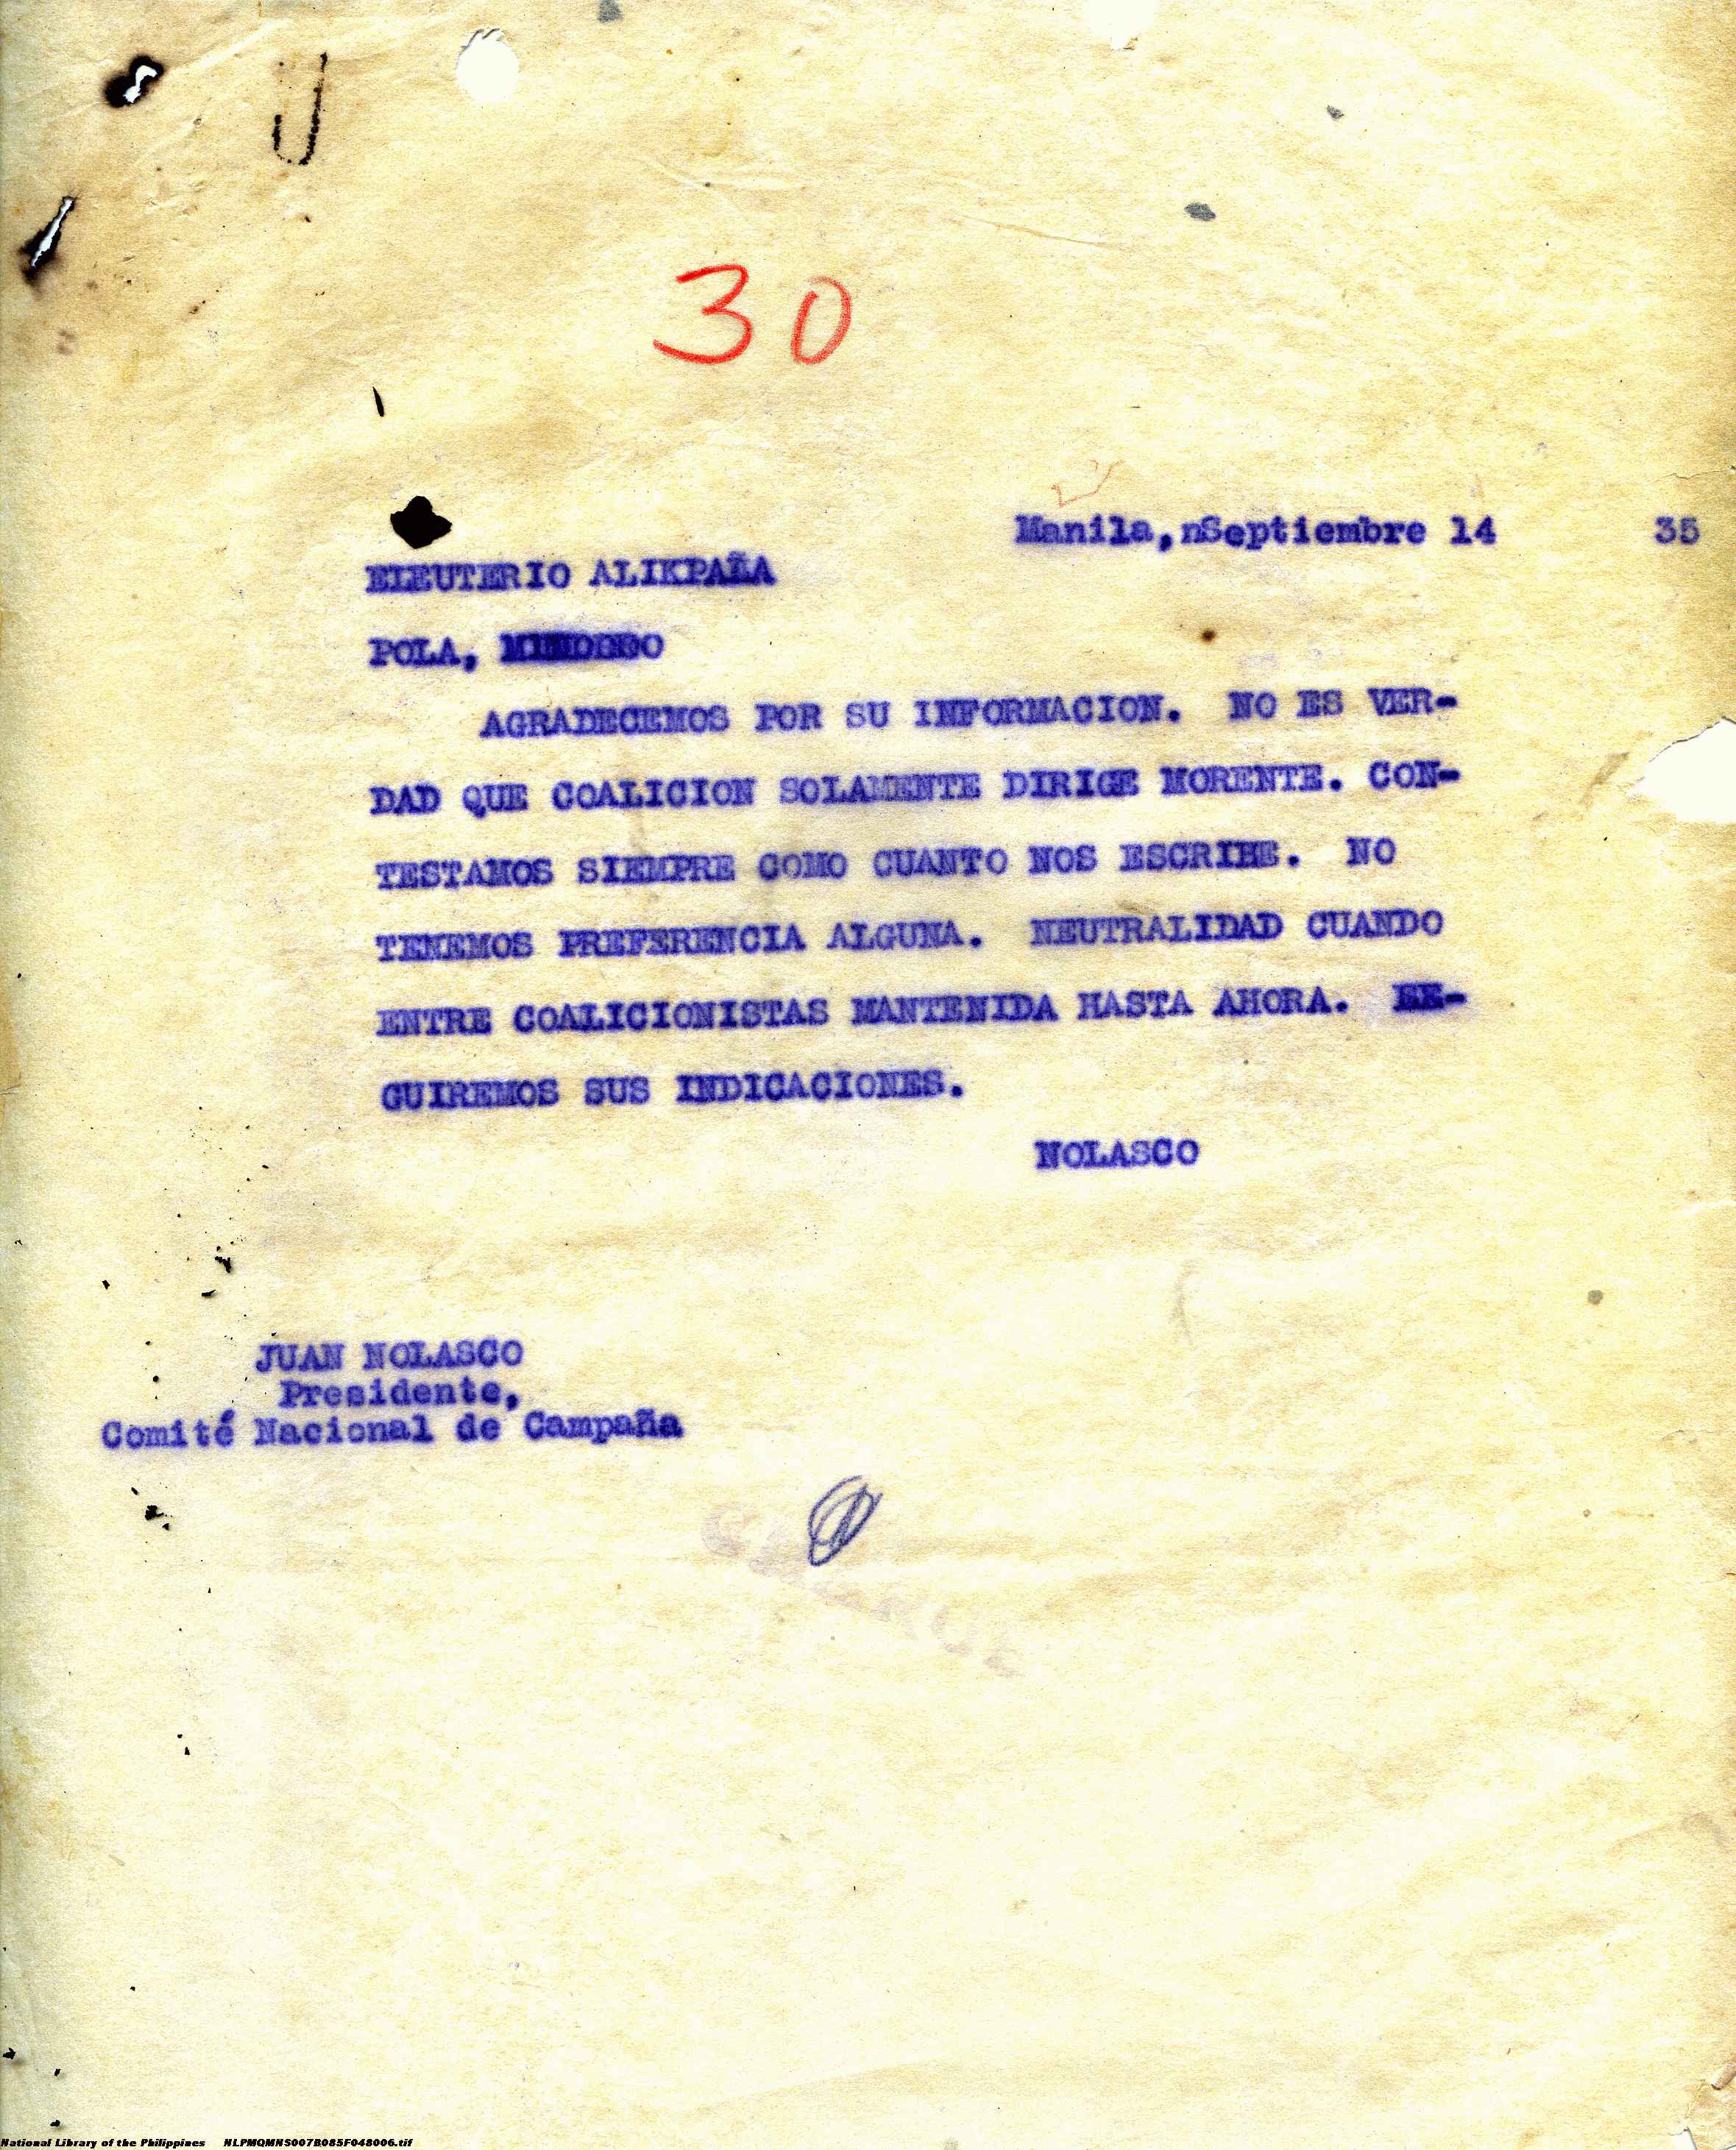 30
Manila, nSeptiembre 14 35
ELEUTERIO ALIKPAÑA
POLA, MINDORO
AGRADECEMOS POR SU INFORMACION. NO ES VER-
DAD QUE COALICION SOLAMENTE DIRIGE MORENTE. CON-
TESTAMOS SIEMPRE COMO CUANTO NOS ESCRIBE. NO
TENEMOS PREFERENCIA ALGUNA. NEUTRALIDAD CUANDO
ENTRE COALICIONISTAS MANTENIDA HASTA AHORA. SE-
GUIREMOS SUS INDICACIONES.
NOLASCO
JUAN NOLASCO
Presidente,
Comité Nacional de Campaña
National Library of the Philippines NLPMQMNS007B085F048006.tif